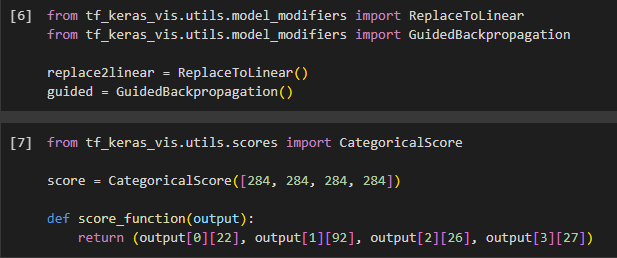 [6] from tf_keras_vis.utils.model_modifiers import ReplaceToLinear
from tf_keras_vis.utils.model_modifiers import GuidedBackpropagation
replace2linear = ReplaceToLinear()
guided = GuidedBackpropagation()
[7] from tf_keras_vis.utils.scores import CategoricalScore
score = CategoricalScore([284, 284, 284, 284])
def score_function(output):
    return (output[0][22], output[1][92], output[2][26], output[3][27])